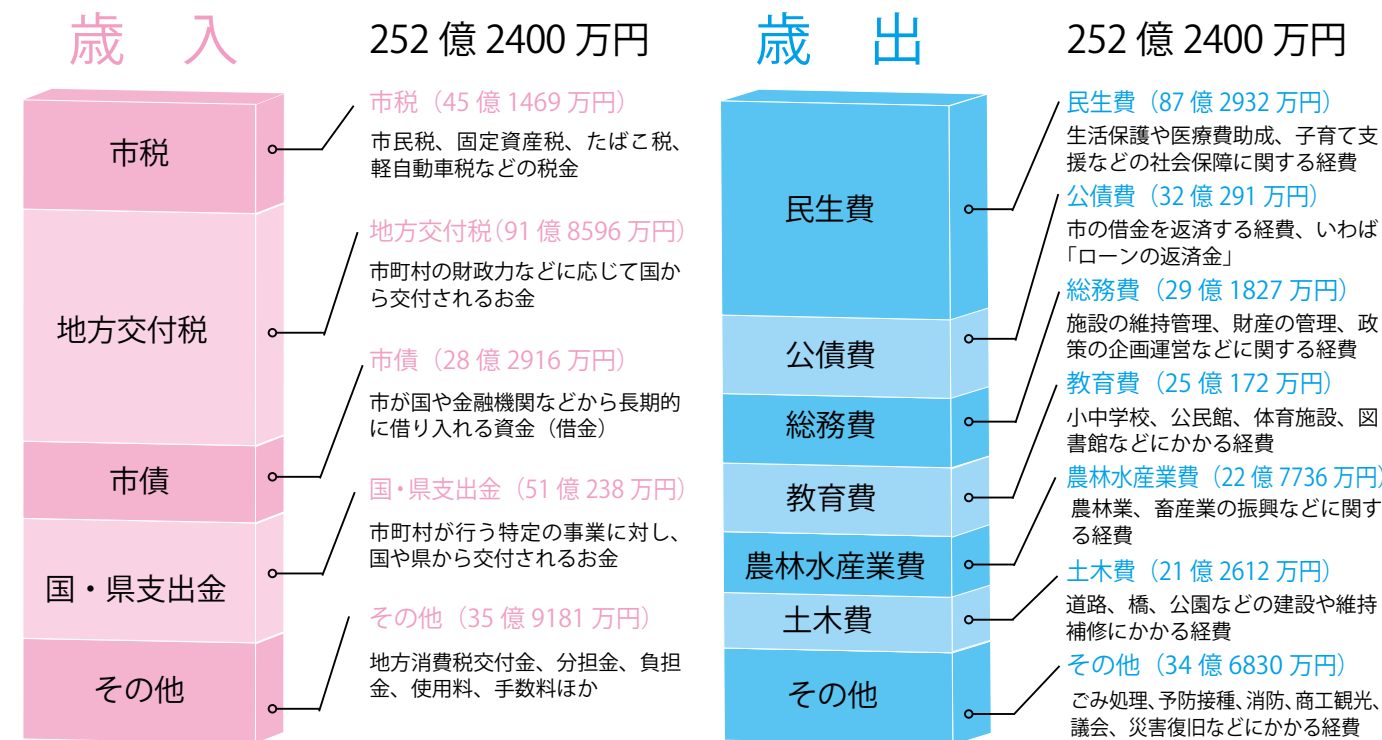 歳 入
252 億 2400 万円
市税
地方交付税
市債
国・県支出金
その他
市税（45 億 1469 万円）
市民税、固定資産税、たばこ税、
軽自動車税などの税金
地方交付税（91 億 8596 万円）
市町村の財政力などに応じて国か
ら交付されるお金
市債（28 億 2916 万円）
市が国や金融機関などから長期的
に借り入れる資金（借金）
国・県支出金（51 億 238 万円）
市町村が行う特定の事業に対し、
国や県から交付されるお金
その他（35 億 9181 万円）
地方消費税交付金、分担金、負担
金、使用料、手数料ほか
歳 出
252 億 2400 万円
民生費
公債費
総務費
教育費
農林水産業費
土木費
その他
民生費（87 億 2932 万円）
生活保護や医療費助成、子育て支
援などの社会保障に関する経費
公債費（32 億 291 万円）
市の借金を返済する経費、いわば
「ローンの返済金」
総務費（29 億 1827 万円）
施設の維持管理、財産の管理、政
策の企画運営などに関する経費
教育費（25 億 172 万円）
小中学校、公民館、体育施設、図
書館などにかかる経費
農林水産業費（22 億 7736 万円）
農林業、畜産業の振興などに関す
る経費
土木費（21 億 2612 万円）
道路、橋、公園などの建設や維持
補修にかかる経費
その他（34 億 6830 万円）
ごみ処理、予防接種、消防、商工観光、
議会、災害復旧などにかかる経費